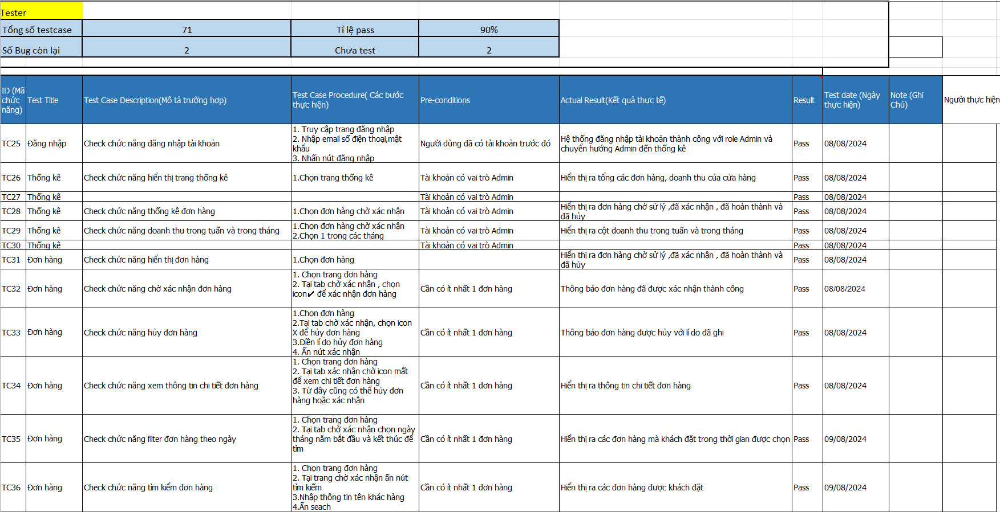 Tester
Tổng số testcase 71 Tỉ lệ pass 90%
Số Bug còn lại 2 Chưa test 2
ID (Mã chức năng) Test Title Test Case Description(Mô tả trường hợp) Test Case Procedure( Các bước thực hiện) Pre-conditions Actual Result(Kết quả thực tế) Result Test date (Ngày thực hiện) Note (Ghi Chú) Người thực hiện
TC25 Đăng nhập Check chức năng đăng nhập tài khoản
1. Truy cập trang đăng nhập
2. Nhập email số điện thoại,mật
khẩu
3. Nhấn nút đăng nhập
Người dùng đã có tài khoản trước đó
Hệ thống đăng nhập tài khoản thành công với role Admin và
chuyển hướng Admin đến thống kê
Pass 08/08/2024
TC26 Thống kê Check chức năng hiển thị trang thống kê 1.Chọn trang thống kê Tài khoản có vai trò Admin Hiển thị ra tổng các đơn hàng, doanh thu của cửa hàng Pass 08/08/2024
TC27 Thống kê Tài khoản có vai trò Admin Pass 08/08/2024
TC28 Thống kê Check chức năng thống kê đơn hàng 1.Chọn đơn hàng chờ xác nhận Tài khoản có vai trò Admin
Hiển thị ra đơn hàng chờ sử lý ,đã xác nhận , đã hoàn thành và
đã hủy
Pass 08/08/2024
TC29 Thống kê Check chức năng doanh thu trong tuần và trong tháng
1.Chọn đơn hàng chờ xác nhận
2.Chọn 1 trong các tháng
Tài khoản có vai trò Admin Hiển thị ra cột doanh thu trong tuần và trong tháng Pass 08/08/2024
TC30 Thống kê Tài khoản có vai trò Admin Pass 08/08/2024
TC31 Đơn hàng Check chức năng hiển thị đơn hàng 1.Chọn đơn hàng
Hiển thị ra đơn hàng chờ sử lý ,đã xác nhận , đã hoàn thành và
đã hủy
Pass 08/08/2024
TC32 Đơn hàng Check chức năng chờ xác nhận đơn hàng
1. Chọn trang đơn hàng
2. Tại tab chờ xác nhận , chọn
icon✔ để xác nhận đơn hàng
Cần có ít nhất 1 đơn hàng Thông báo đơn hàng đã được xác nhận thành công Pass 08/08/2024
TC33 Đơn hàng Check chức năng hủy đơn hàng
1.Chọn đơn hàng
2.Tại tab chờ xác nhận, chọn icon
X để hủy đơn hàng
3.Điền lí do hủy đơn hàng
4. Ấn nút xác nhận
Cần có ít nhất 1 đơn hàng Thông báo đơn hàng được hủy với lí do đã ghi Pass 08/08/2024
TC34 Đơn hàng Check chức năng xem thông tin chi tiết đơn hàng
1. Chọn trang đơn hàng
2. Tại tab xác nhận chờ icon mắt
để xem chi tiết đơn hàng
3. Từ đây cũng có thể hủy đơn
hàng hoặc xác nhận
Cần có ít nhất 1 đơn hàng Hiển thị ra thông tin chi tiết đơn hàng Pass 08/08/2024
TC35 Đơn hàng Check chức năng filter đơn hàng theo ngày
1. Chọn trang đơn hàng
2. Tại tab chờ xác nhận chọn ngày
tháng năm bắt đầu và kết thúc để
tìm
Cần có ít nhất 1 đơn hàng Hiển thị ra các đơn hàng mà khách đặt trong thời gian được chọn Pass 09/08/2024
TC36 Đơn hàng Check chức năng tìm kiểm đơn hàng
1. Chọn trang đơn hàng
2. Tại trang chờ xác nhận ấn nút
tìm kiếm
3.Nhập thông tin tên khác hàng
4.Ấn seach
Cần có ít nhất 1 đơn hàng Hiển thị ra các đơn hàng được khách đặt Pass 09/08/2024